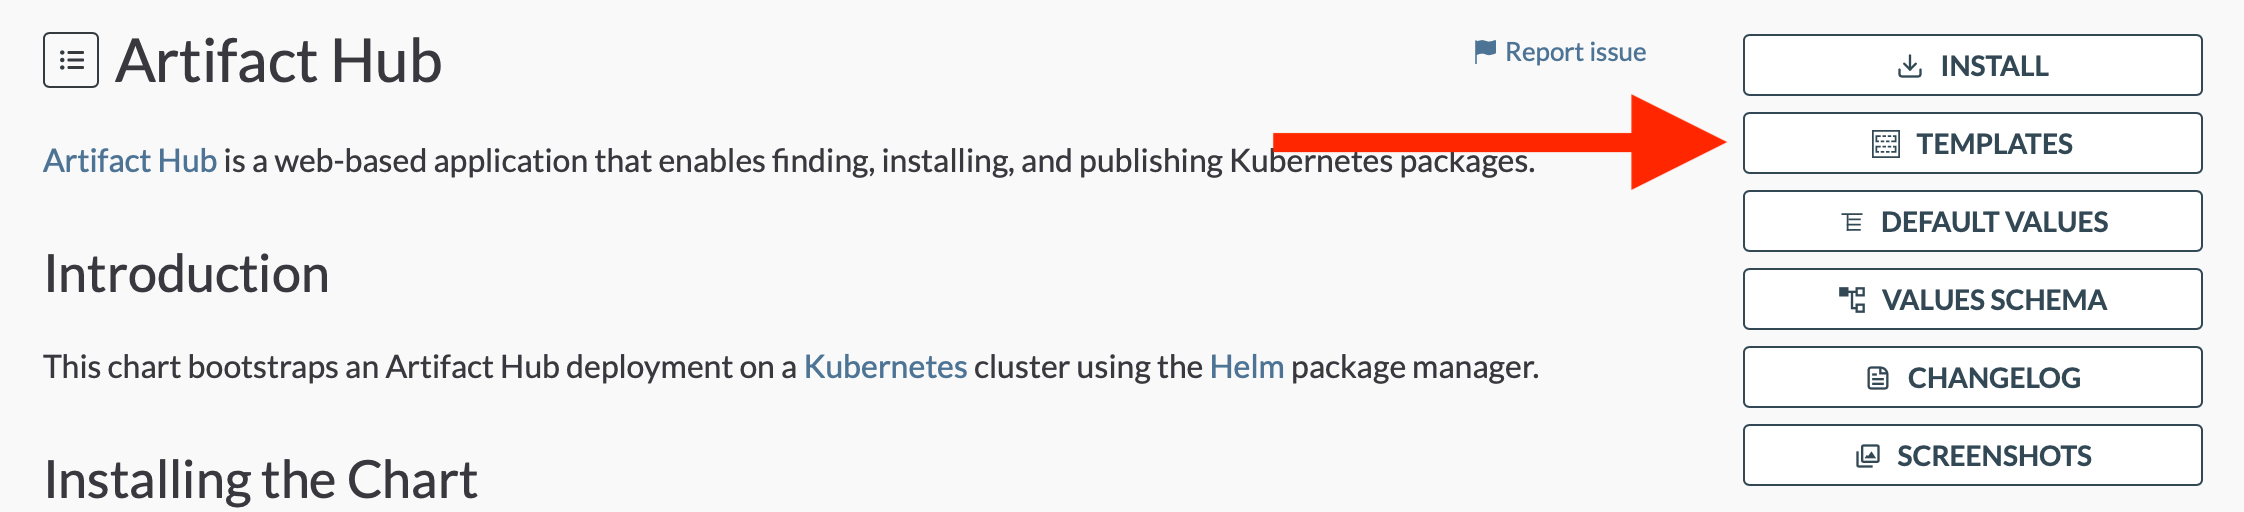 Artifact Hub
Report issue
Artifact Hub is a web-based application that enables finding, installing, and publishing Kubernetes packages.
Introduction
This chart bootstraps an Artifact Hub deployment on a Kubernetes cluster using the Helm package manager.
Installing the Chart
INSTALL
TEMPLATES
DEFAULT VALUES
VALUES SCHEMA
CHANGELOG
SCREENSHOTS